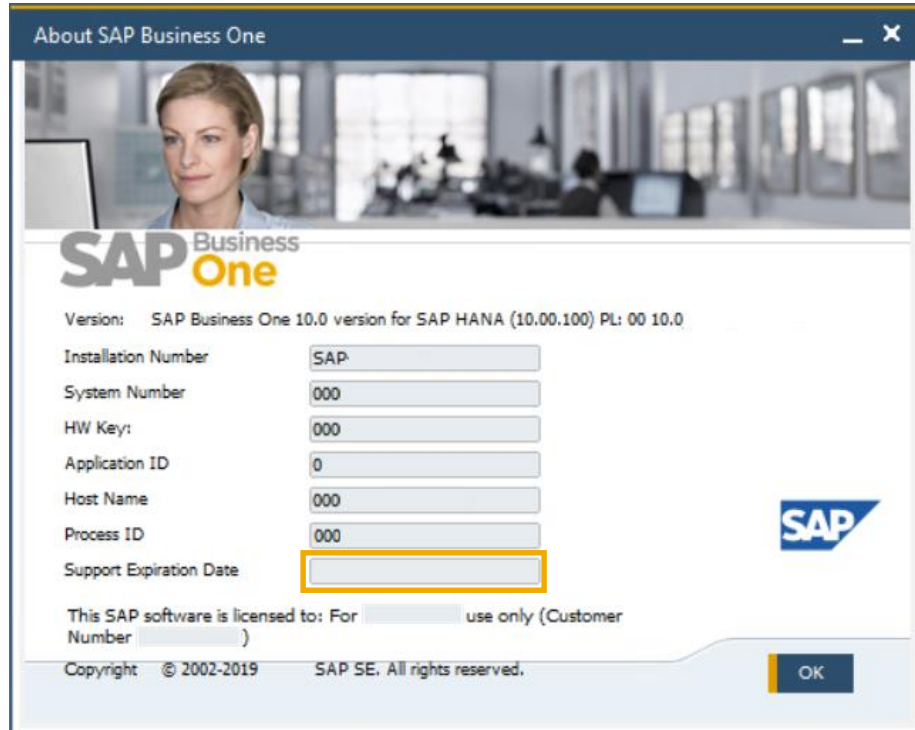 About SAP Business One
SAP Business One
Version: SAP Business One 10.0 version for SAP HANA (10.00.100) PL: 00 10.0
Installation Number SAP-
System Number 000
HW Key: 000
Application ID 0
Host Name 000
Process ID 000
SAP
Support Expiration Date
This SAP software is licensed to: For use only (Customer
Number )
Copyright © 2002-2019 SAP SE. All rights reserved.
OK